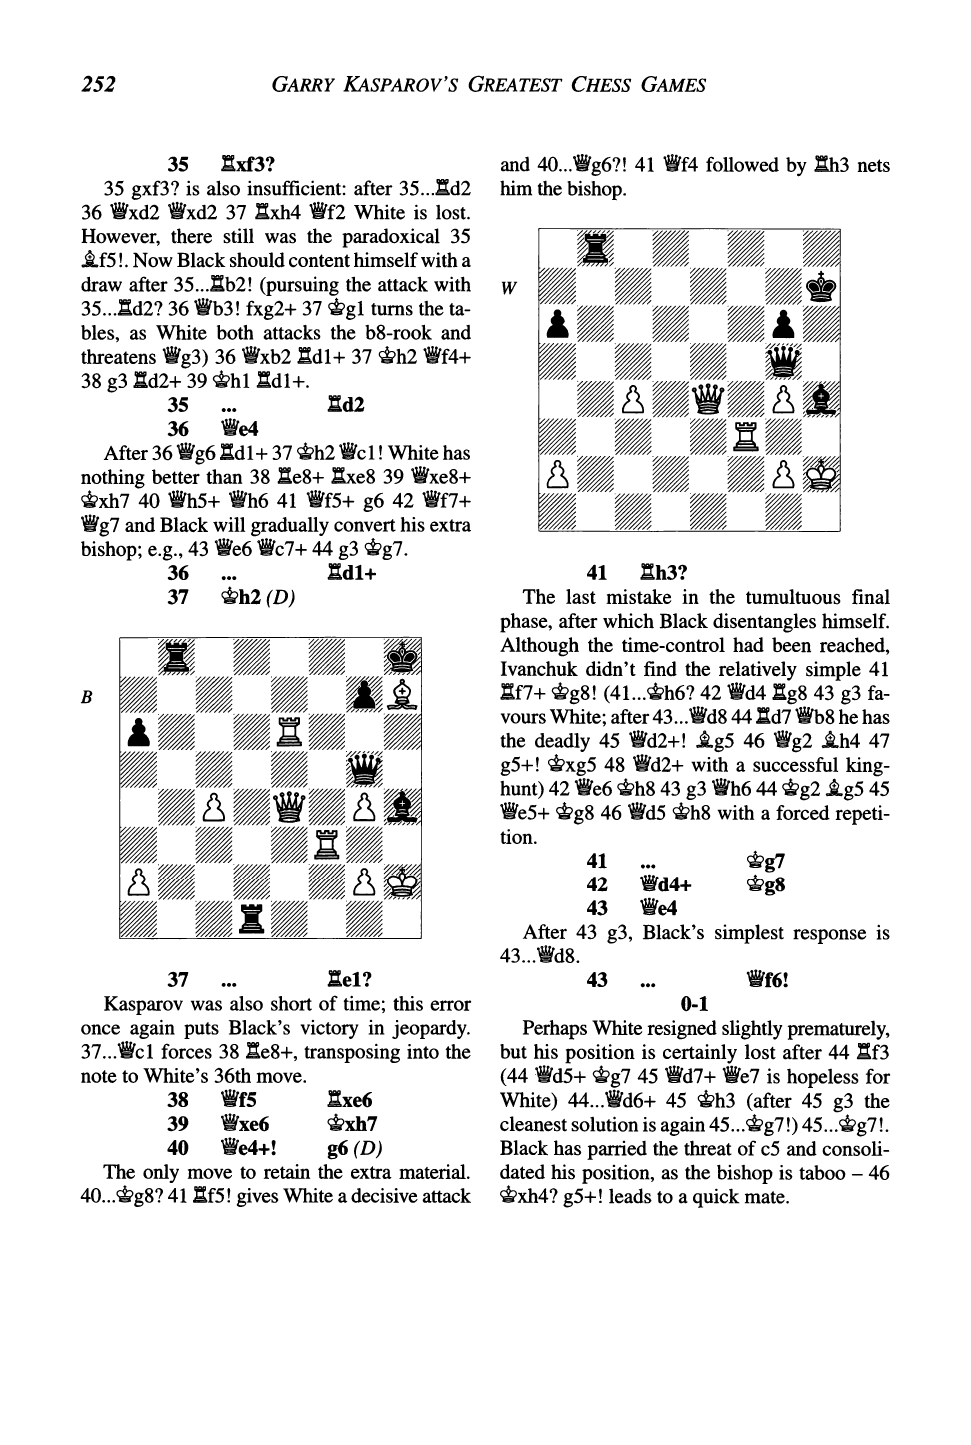 252 GARRY KASPAROV'S GREATEST CHESS GAMES
35 ♖xf3?
35 gxf3? is also insufficient: after 35...♖d2
36 ♕xd2 ♕xd2 37 ♖xh4 ♕f2 White is lost.
However, there still was the paradoxical 35
♗f5!. Now Black should content himself with a
draw after 35...♖b2! (pursuing the attack with
35...♖d2? 36 ♕b3! fxg2+ 37 ♔g1 turns the ta-
bles, as White both attacks the b8-rook and
threatens ♕g3) 36 ♕xb2 ♖d1+ 37 ♔h2 ♕f4+
38 g3 ♖d2+ 39 ♔h1 ♖d1+.
35 ... ♖d2
36 ♕e4
After 36 ♕g6 ♖d1+ 37 ♔h2 ♕c1! White has
nothing better than 38 ♖e8+ ♖xe8 39 ♕xe8+
♔xh7 40 ♕h5+ ♕h6 41 ♕f5+ g6 42 ♕f7+
♕g7 and Black will gradually convert his extra
bishop; e.g., 43 ♕e6 ♕c7+ 44 g3 ♔g7.
36 ... ♖d1+
37 ♔h2 (D)
B
37 ... ♖e1?
Kasparov was also short of time; this error
once again puts Black's victory in jeopardy.
37...♕c1 forces 38 ♖e8+, transposing into the
note to White's 36th move.
38 ♕f5 ♖xe6
39 ♕xe6 ♔xh7
40 ♕e4+! g6 (D)
The only move to retain the extra material.
40...♔g8? 41 ♖f5! gives White a decisive attack
and 40...♕g6?! 41 ♕f4 followed by ♖h3 nets
him the bishop.
W
41 ♖h3?
The last mistake in the tumultuous final
phase, after which Black disentangles himself.
Although the time-control had been reached,
Ivanchuk didn't find the relatively simple 41
♖f7+ ♔g8! (41...♔h6? 42 ♕d4 ♖g8 43 g3 fa-
vours White; after 43...♕d8 44 ♖d7 ♕b8 he has
the deadly 45 ♕d2+! ♗g5 46 ♕g2 ♗h4 47
g5+! ♔xg5 48 ♕d2+ with a successful king-
hunt) 42 ♕e6 ♔h8 43 g3 ♕h6 44 ♔g2 ♗g5 45
♕e5+ ♔g8 46 ♕d5 ♔h8 with a forced repeti-
tion.
41 ... ♔g7
42 ♕d4+ ♔g8
43 ♕e4
After 43 g3, Black's simplest response is
43...♕d8.
43 ... ♕f6!
0-1
Perhaps White resigned slightly prematurely,
but his position is certainly lost after 44 ♖f3
(44 ♕d5+ ♔g7 45 ♕d7+ ♕e7 is hopeless for
White) 44...♕d6+ 45 ♔h3 (after 45 g3 the
cleanest solution is again 45...♔g7!) 45...♔g7!.
Black has parried the threat of c5 and consoli-
dated his position, as the bishop is taboo – 46
♔xh4? g5+! leads to a quick mate.